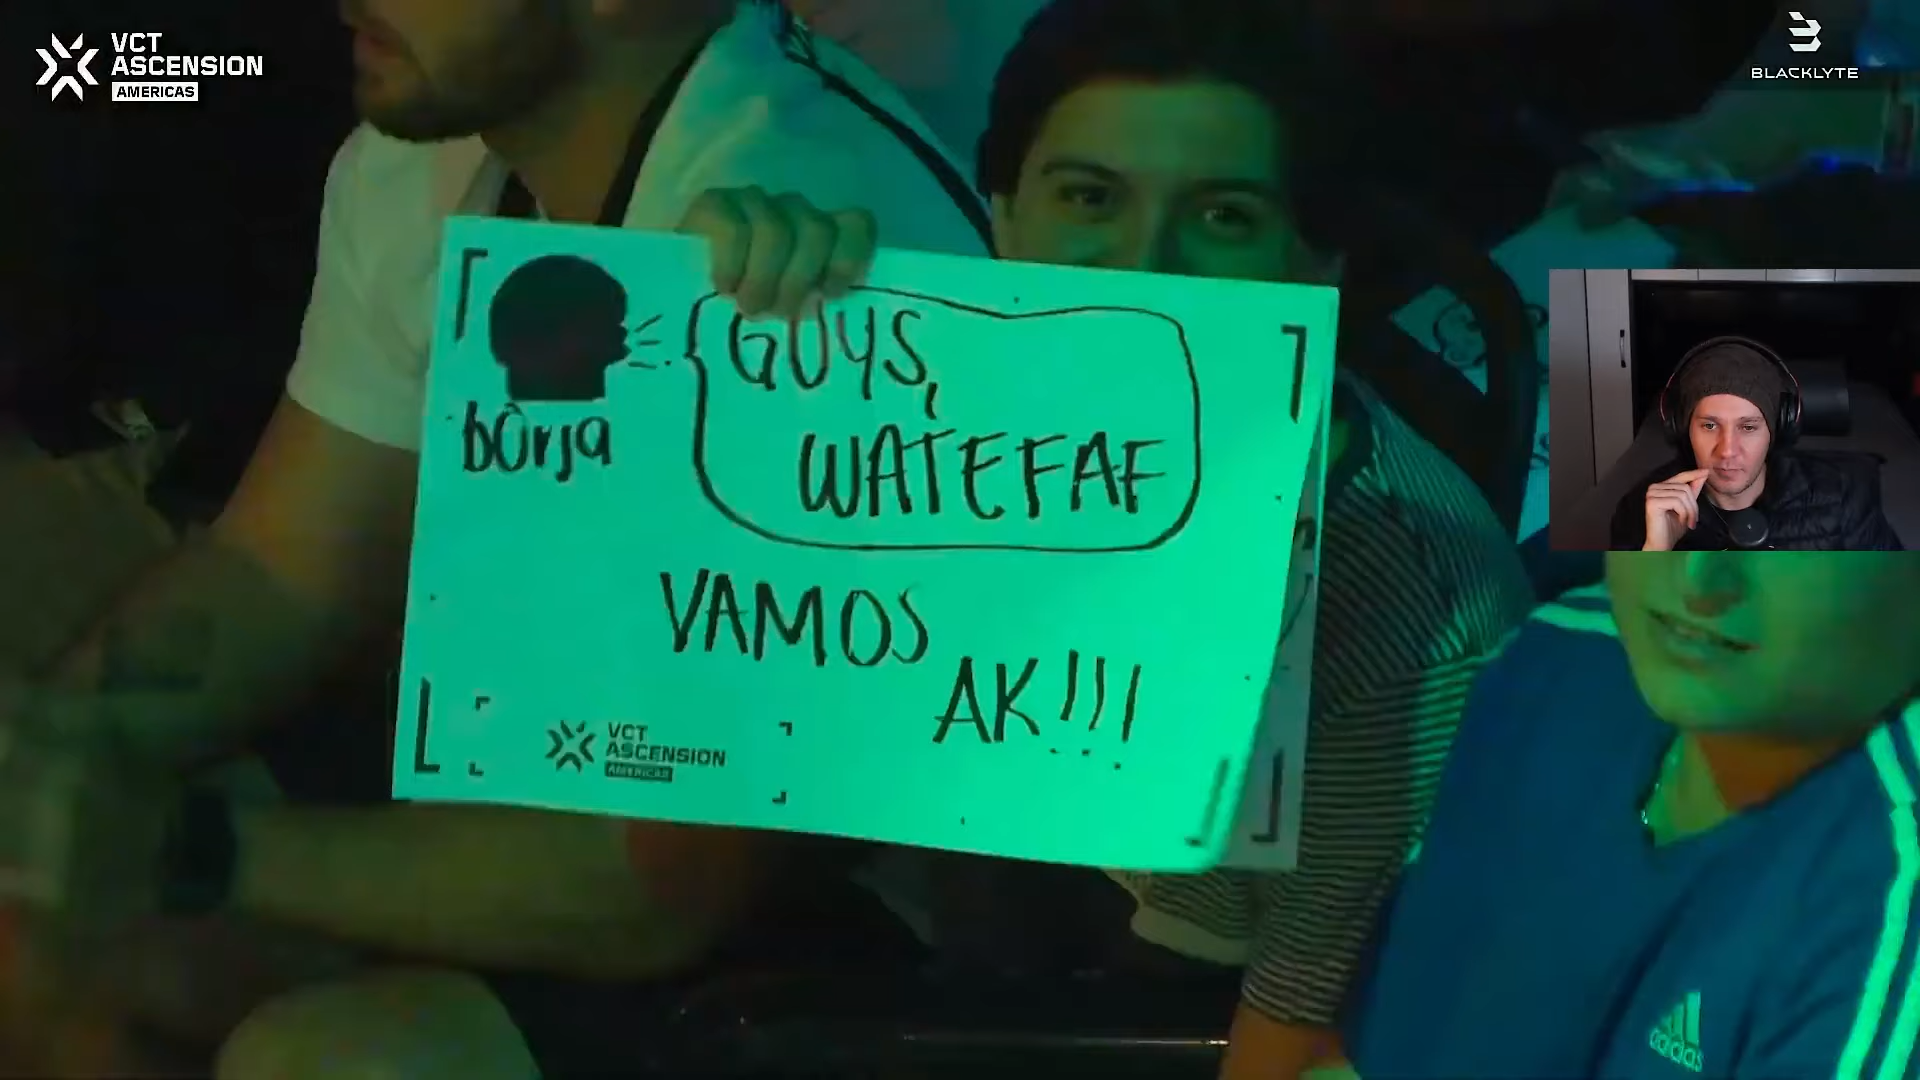 VCT
ASCENSION
AMERICAS
BLACKLYTE
GUYS,
WATEFAF
bOrja
VAMOS
AK!!!
VCT
ASCENSION
AMERICAS
adidas